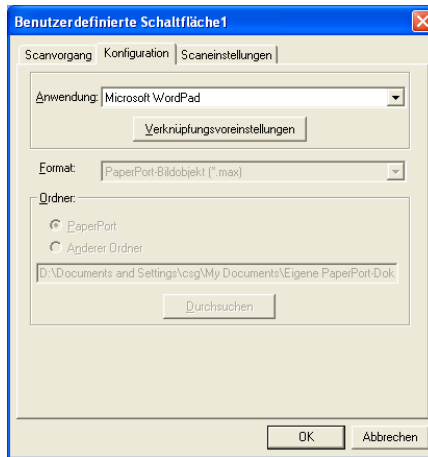 Benutzerdefinierte Schaltfläche1
Scanvorgang Konfiguration Scaneinstellungen
Anwendung: Microsoft WordPad
Verknüpfungsvoreinstellungen
Format: PaperPort-Bildobjekt (*.max)
Ordner:
PaperPort
Anderer Ordner
D:\Documents and Settings\csg\My Documents\Eigene PaperPort-Dok
Durchsuchen
OK Abbrechen